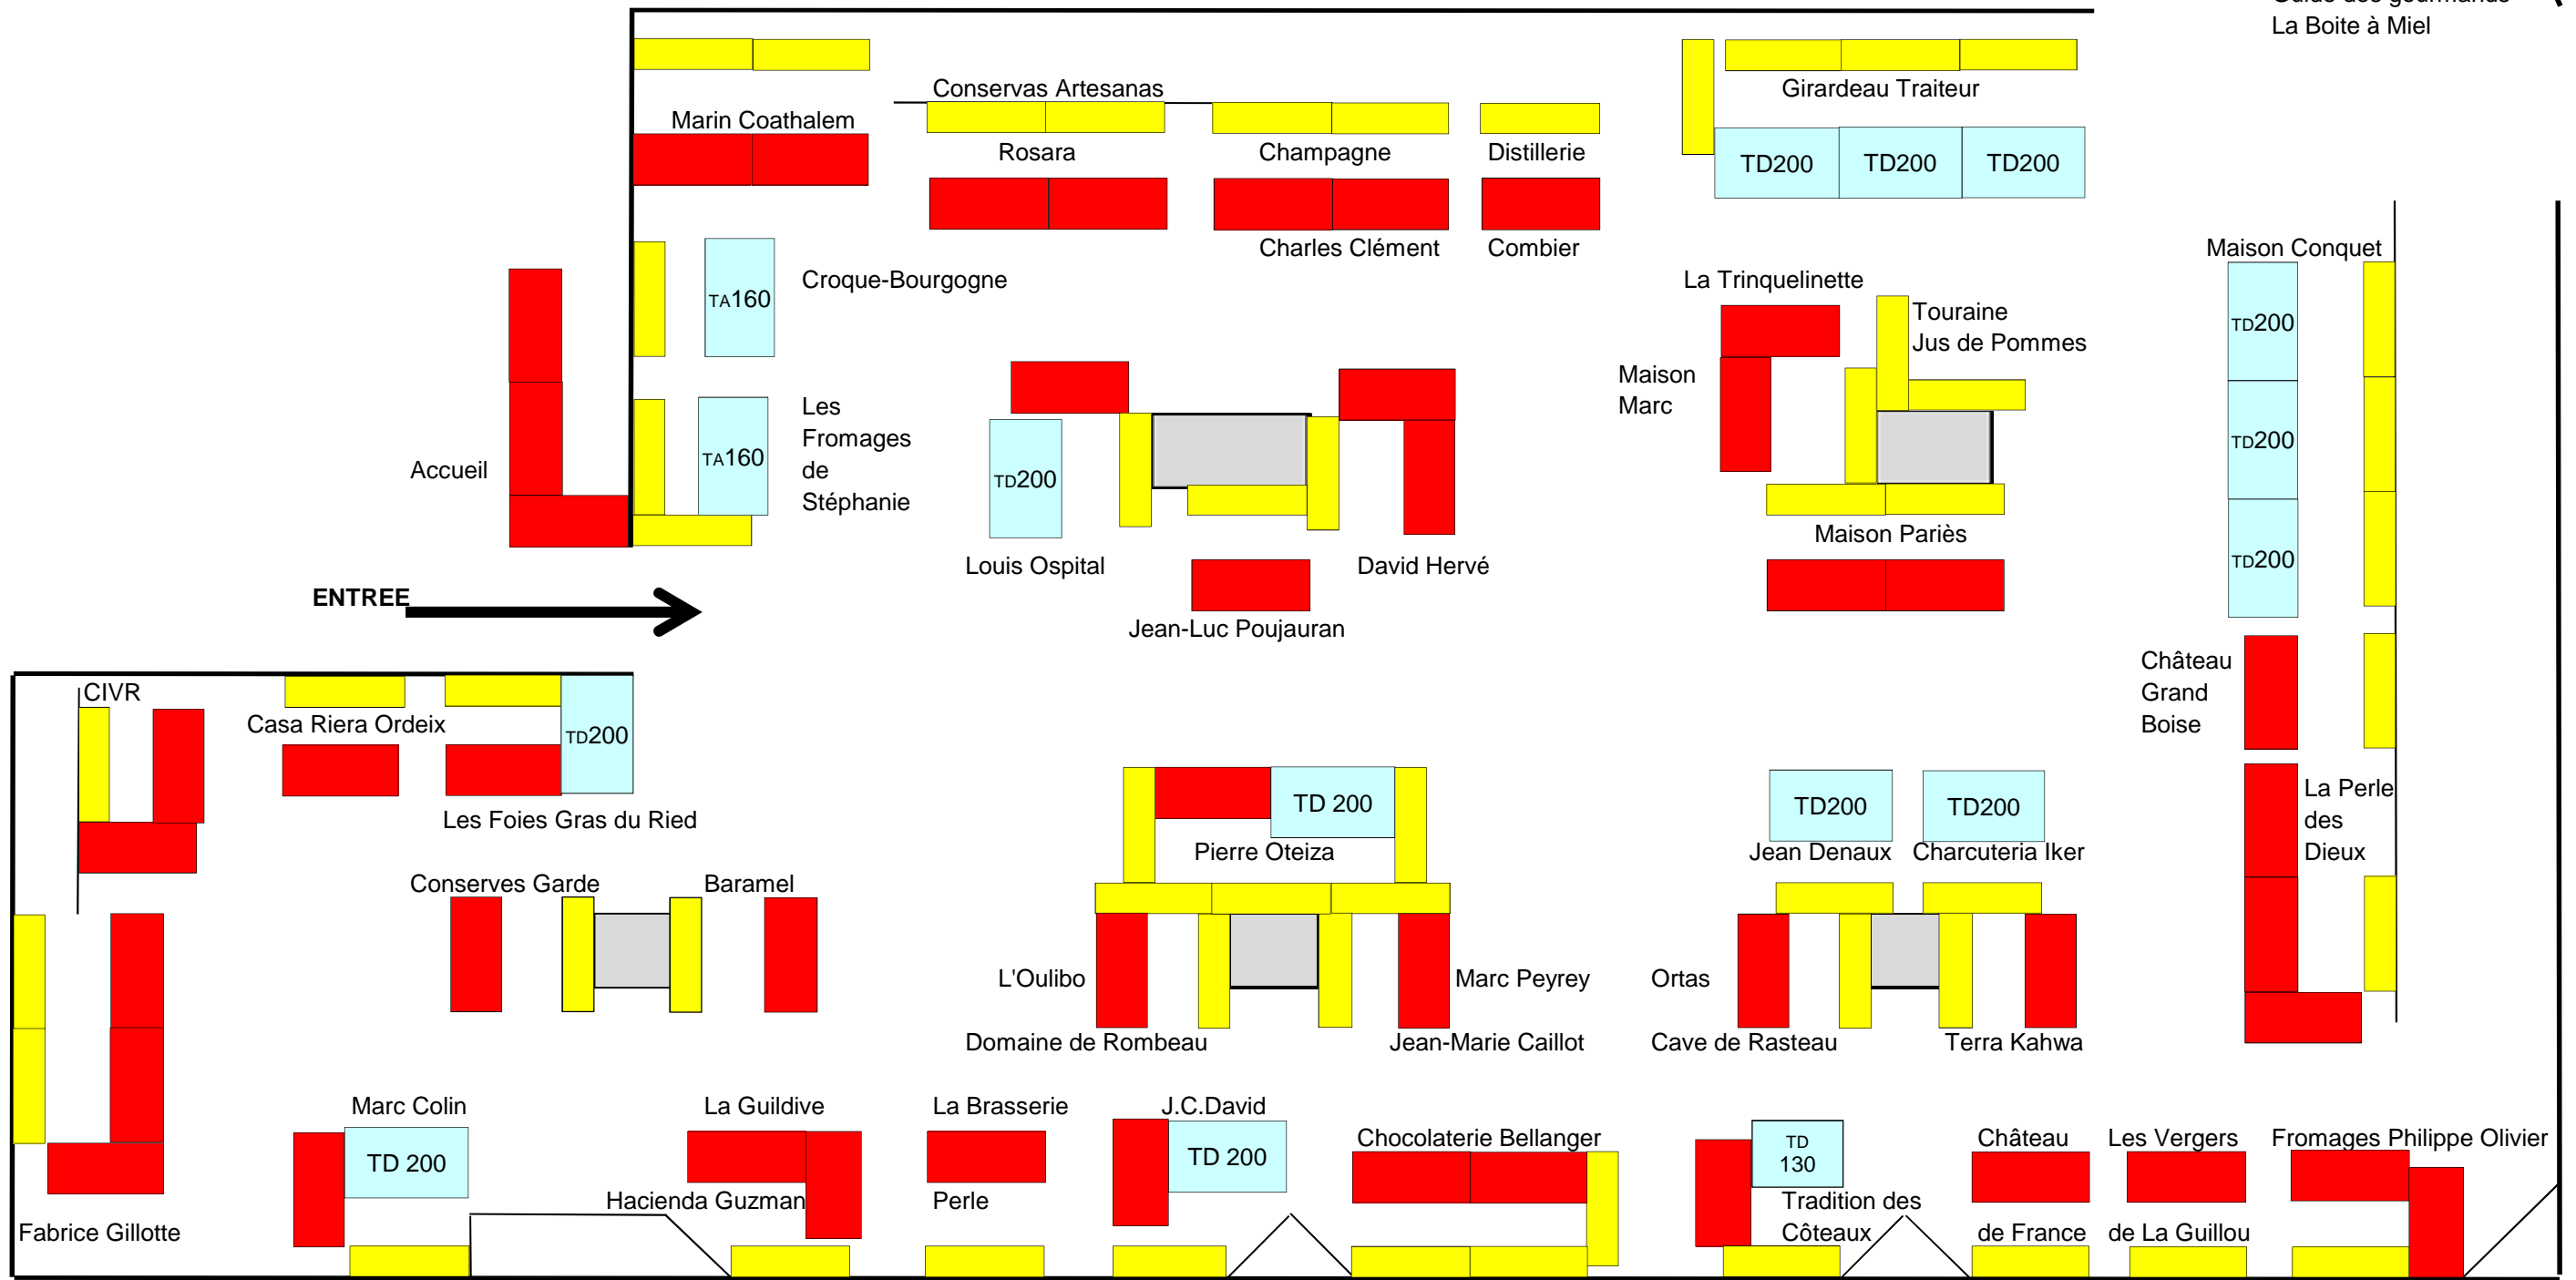 Guide des gourmands
La Boite à Miel
Conservas Artesanas
Girardeau Traiteur
Marin Coathalem
Rosara
Champagne
Distillerie
TD200
TD200
TD200
Charles Clément
Combier
Maison Conquet
Croque-Bourgogne
La Trinquelinette
TA160
Touraine
Jus de Pommes
TD200
Maison
Marc
Les
Fromages
de
Stéphanie
TA160
Accueil
TD200
TD200
Maison Pariès
TD200
Louis Ospital
David Hervé
ENTREE
Jean-Luc Poujauran
Château
Grand
Boise
CIVR
Casa Riera Ordeix
TD200
Les Foies Gras du Ried
TD 200
TD200
TD200
La Perle
des
Dieux
Pierre Oteiza
Jean Denaux
Charcuteria Iker
Conserves Garde
Baramel
L'Oulibo
Marc Peyrey
Ortas
Domaine de Rombeau
Jean-Marie Caillot
Cave de Rasteau
Terra Kahwa
Marc Colin
La Guildive
La Brasserie
J.C.David
Chocolaterie Bellanger
Château
Les Vergers
Fromages Philippe Olivier
TD 200
TD 200
TD
130
Hacienda Guzman
Perle
Tradition des
Côteaux
Fabrice Gillotte
de France
de La Guillou